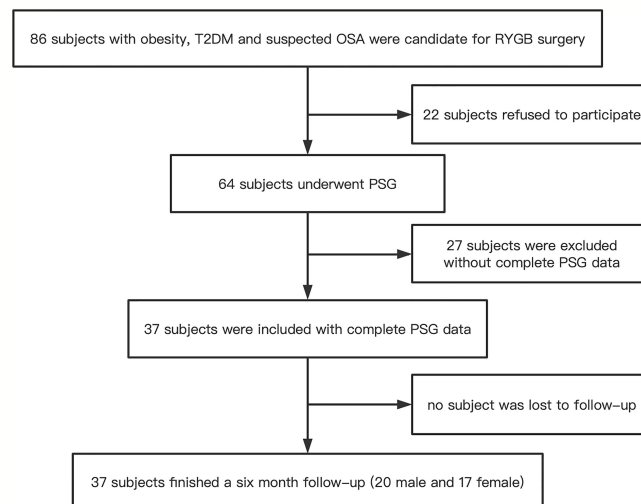 86 subjects with obesity, T2DM and suspected OSA were candidate for RYGB surgery
22 subjects refused to participate
64 subjects underwent PSG
27 subjects were excluded
without complete PSG data
37 subjects were included with complete PSG data
no subject was lost to follow-up
37 subjects finished a six month follow-up (20 male and 17 female)